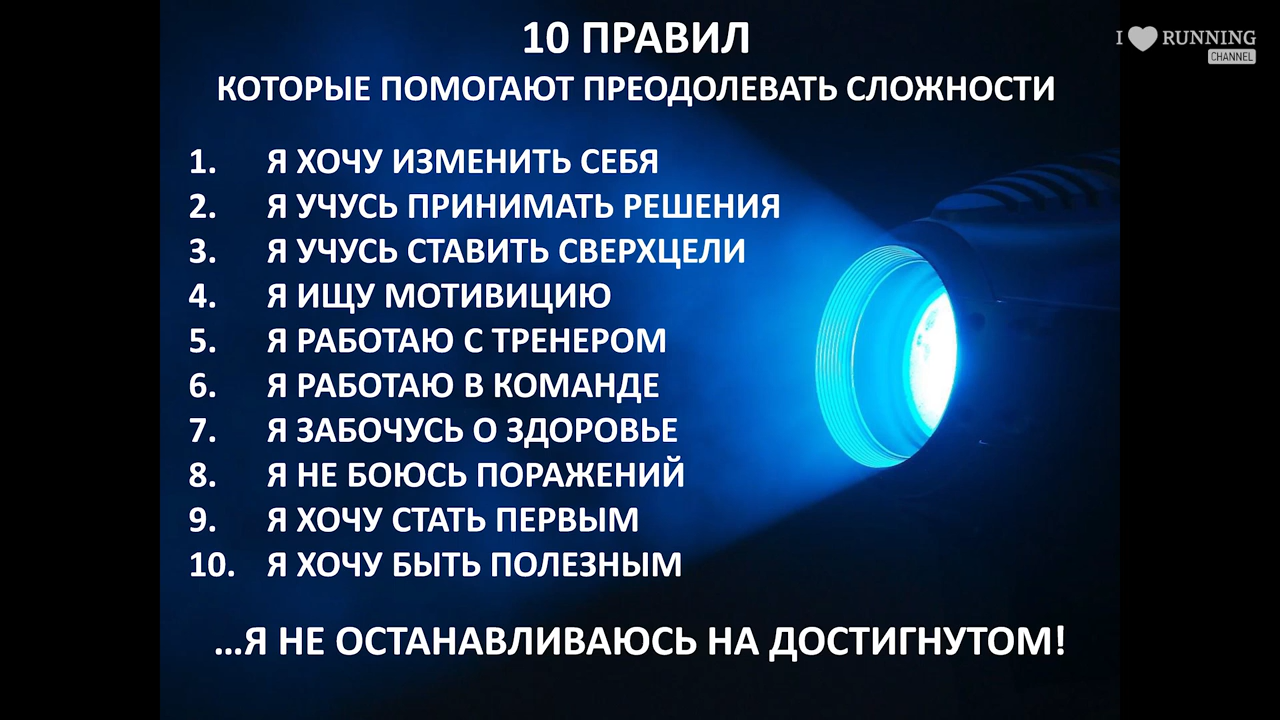 10 ПРАВИЛ
КОТОРЫЕ ПОМОГАЮТ ПРЕОДОЛЕВАТЬ СЛОЖНОСТИ
I RUNNING
CHANNEL
1. Я ХОЧУ ИЗМЕНИТЬ СЕБЯ
2. Я УЧУСЬ ПРИНИМАТЬ РЕШЕНИЯ
3. Я УЧУСЬ СТАВИТЬ СВЕРХЦЕЛИ
4. Я ИЩУ МОТИВИЦИЮ
5. Я РАБОТАЮ С ТРЕНЕРОМ
6. Я РАБОТАЮ В КОМАНДЕ
7. Я ЗАБОЧУСЬ О ЗДОРОВЬЕ
8. Я НЕ БОЮСЬ ПОРАЖЕНИЙ
9. Я ХОЧУ СТАТЬ ПЕРВЫМ
10. Я ХОЧУ БЫТЬ ПОЛЕЗНЫМ
...Я НЕ ОСТАНАВЛИВАЮСЬ НА ДОСТИГНУТОМ!